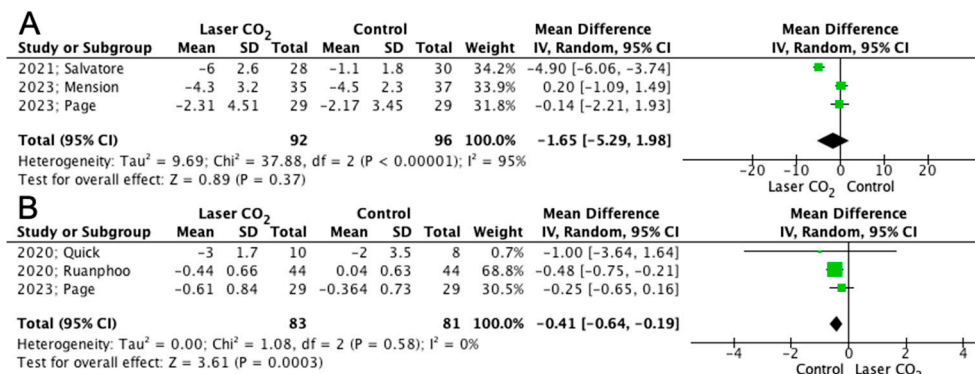 A
Laser CO2 Control Mean Difference Mean Difference
Study or Subgroup Mean SD Total Mean SD Total Weight IV, Random, 95% CI IV, Random, 95% CI
2021; Salvatore -6 2.6 28 -1.1 1.8 30 34.2% -4.90 [-6.06, -3.74]
2023; Mension -4.3 3.2 35 -4.5 2.3 37 33.9% 0.20 [-1.09, 1.49]
2023; Page -2.31 4.51 29 -2.17 3.45 29 31.8% -0.14 [-2.21, 1.93]
Total (95% CI) 92 96 100.0% -1.65 [-5.29, 1.98]
Heterogeneity: Tau² = 9.69; Chi² = 37.88, df = 2 (P < 0.00001); I² = 95%
Test for overall effect: Z = 0.89 (P = 0.37)
-20 -10 0 10 20
Laser CO2 Control
B
Laser CO2 Control Mean Difference Mean Difference
Study or Subgroup Mean SD Total Mean SD Total Weight IV, Random, 95% CI IV, Random, 95% CI
2020; Quick -3 1.7 10 -2 3.5 8 0.7% -1.00 [-3.64, 1.64]
2020; Ruanphoo -0.44 0.66 44 0.04 0.63 44 68.8% -0.48 [-0.75, -0.21]
2023; Page -0.61 0.84 29 -0.364 0.73 29 30.5% -0.25 [-0.65, 0.16]
Total (95% CI) 83 81 100.0% -0.41 [-0.64, -0.19]
Heterogeneity: Tau² = 0.00; Chi² = 1.08, df = 2 (P = 0.58); I² = 0%
Test for overall effect: Z = 3.61 (P = 0.0003)
-4 -2 0 2 4
Control Laser CO2